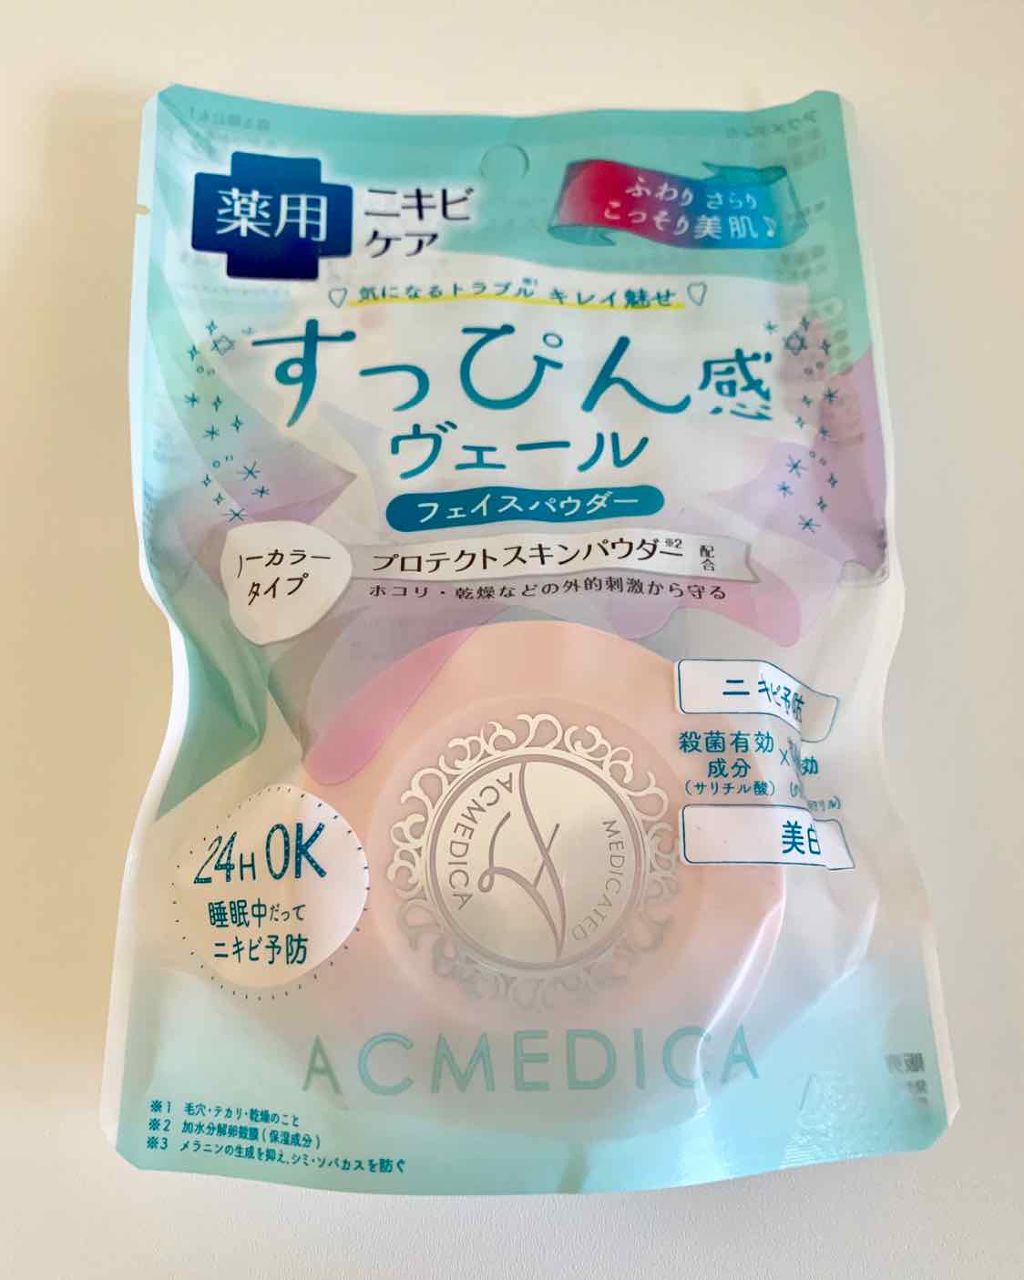 薬用
ニキビ
ケア
ふわり さらり
こっそり美肌♪
♡気になるトラブル※1 キレイ魅せ♡
すっぴん感
ヴェール
フェイスパウダー
ノーカラー
タイプ
プロテクトスキンパウダー※2 配合
ホコリ・乾燥などの外的刺激から守る
ニキビ予防
殺菌有効
成分
(サリチル酸)
×
効
美白
24H OK
睡眠中だって
ニキビ予防
ACMEDICA
MEDICATED
ACMEDICA
※1 毛穴・テカリ・乾燥のこと
※2 加水分解卵殻膜(保湿成分)
※3 メラニンの生成を抑え、シミ・ソバカスを防ぐ